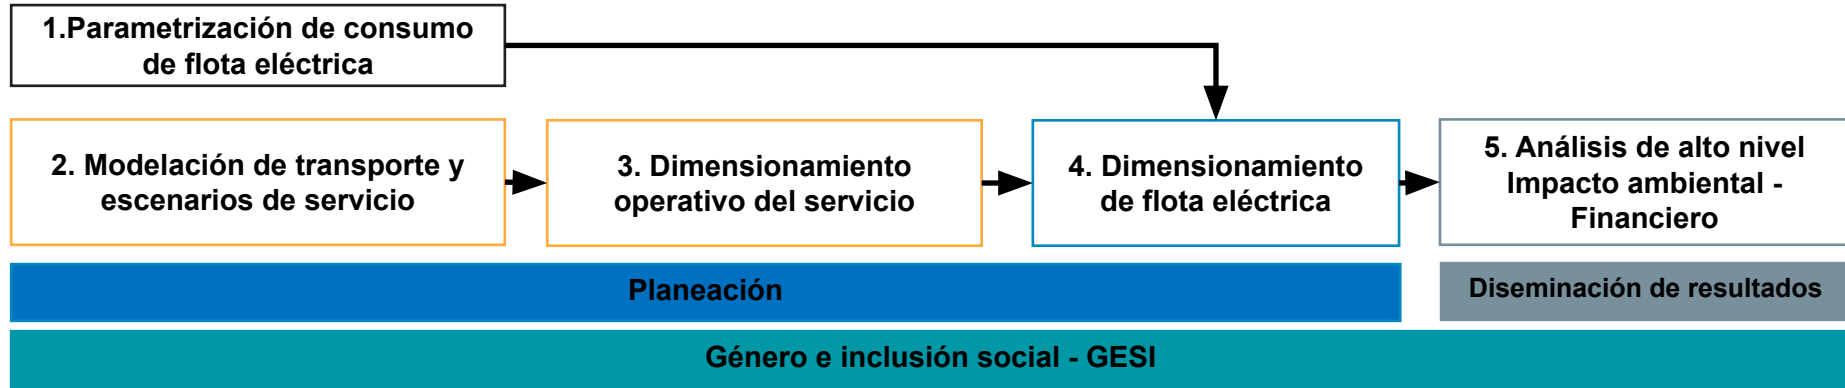 1.Parametrización de consumo
de flota eléctrica
2. Modelación de transporte y
escenarios de servicio
3. Dimensionamiento
operativo del servicio
4. Dimensionamiento
de flota eléctrica
5. Análisis de alto nivel
Impacto ambiental -
Financiero
Planeación
Diseminación de resultados
Género e inclusión social - GESI